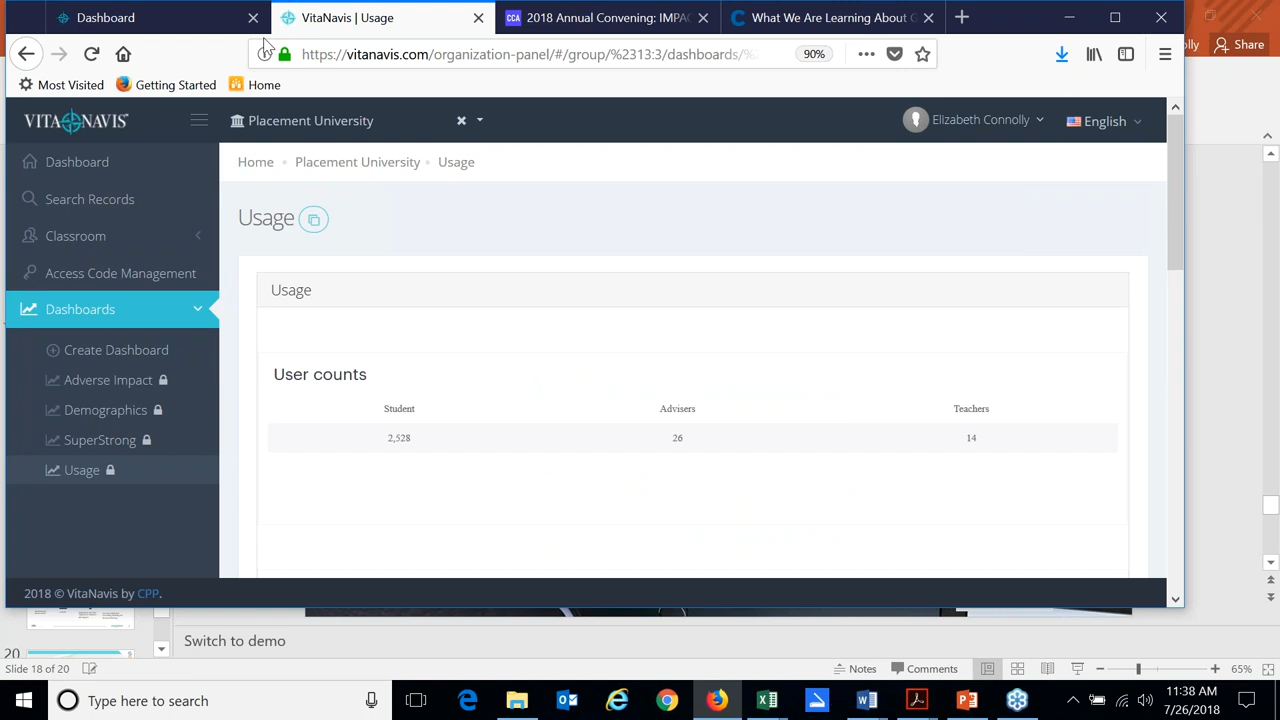 Dashboard
VitaNavis | Usage
CCA 2018 Annual Convening: IMPAC
What We Are Learning About G
lly
Share
https://vitanavis.com/organization-panel/#/group/%2313:3/dashboards/%
90%
Most Visited
Getting Started
Home
VITA NAVIS
Placement University
Elizabeth Connolly
English
Dashboard
Search Records
Classroom
Access Code Management
Dashboards
Create Dashboard
Adverse Impact
Demographics
SuperStrong
Usage
Home • Placement University • Usage
Usage
Usage
User counts
Student Advisers Teachers
2,528 26 14
2018 © VitaNavis by CPP.
Switch to demo
20
Slide 18 of 20
Notes
Comments
65%
Type here to search
11:38 AM
7/26/2018